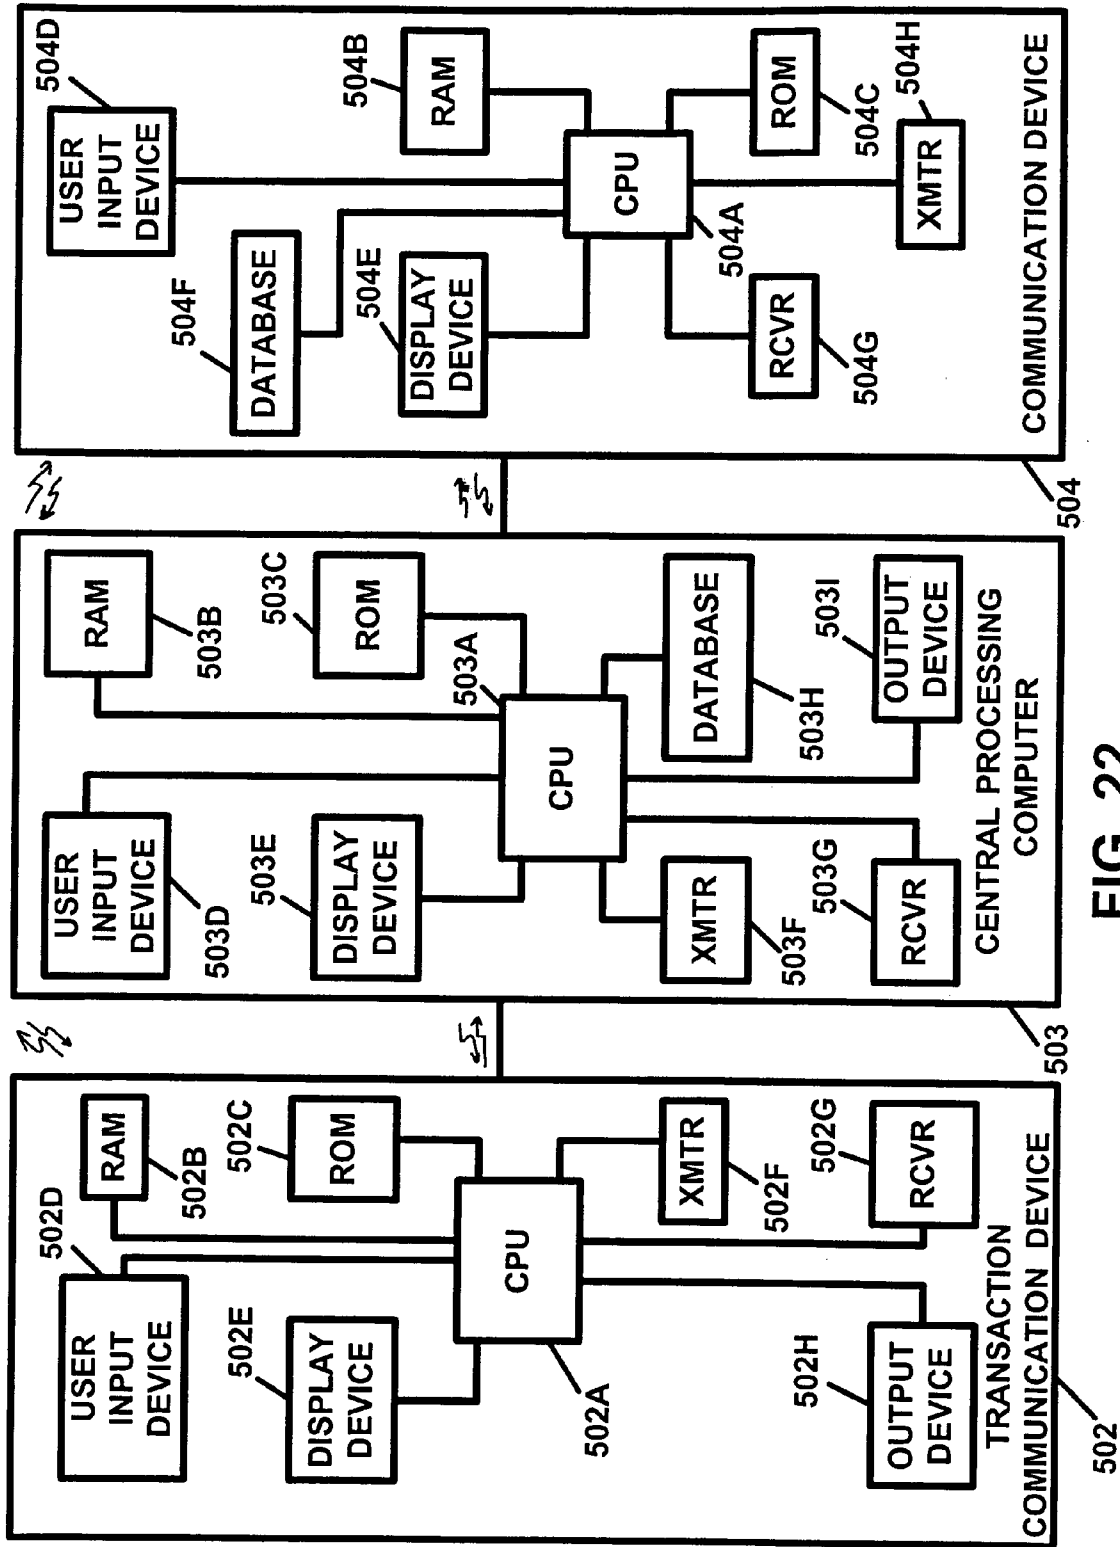 502D
USER
INPUT
DEVICE
RAM
502B
502E
DISPLAY
DEVICE
502C
ROM
CPU
502A
XMTR
502F
502H
OUTPUT
DEVICE
502G
RCVR
TRANSACTION
COMMUNICATION DEVICE
502
USER
INPUT
DEVICE
503D
RAM
503B
503E
DISPLAY
DEVICE
503C
ROM
503A
CPU
XMTR
503F
DATABASE
503H
503G
RCVR
503I
OUTPUT
DEVICE
CENTRAL PROCESSING
COMPUTER
503
504D
USER
INPUT
DEVICE
504F
DATABASE
504E
DISPLAY
DEVICE
504B
RAM
CPU
504A
RCVR
504G
ROM
504C
XMTR
504H
COMMUNICATION DEVICE
504
FIG. 22